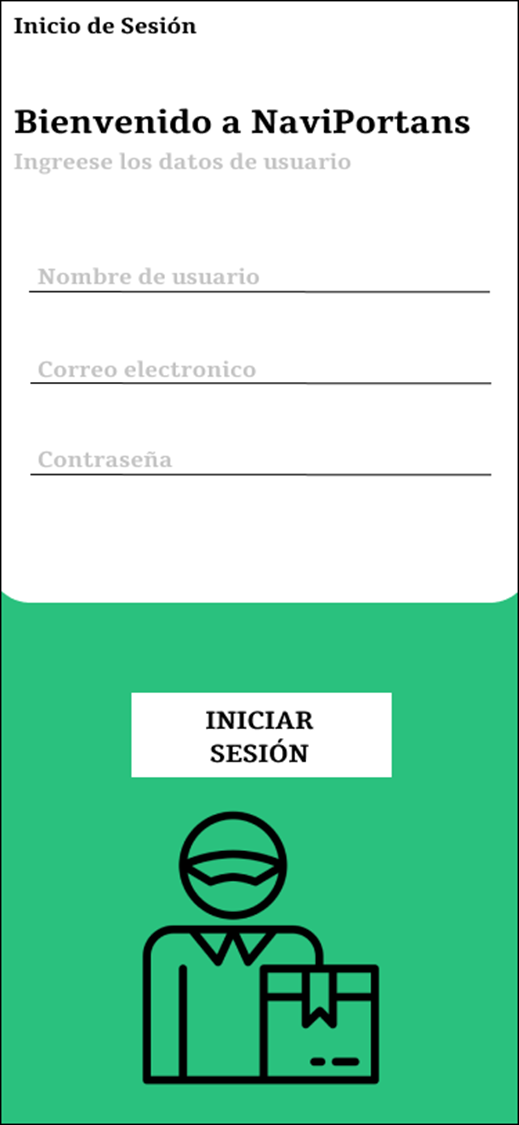 Inicio de Sesión
Bienvenido a NaviPortans
Ingreese los datos de usuario
Nombre de usuario
Correo electronico
Contraseña
INICIAR
SESIÓN